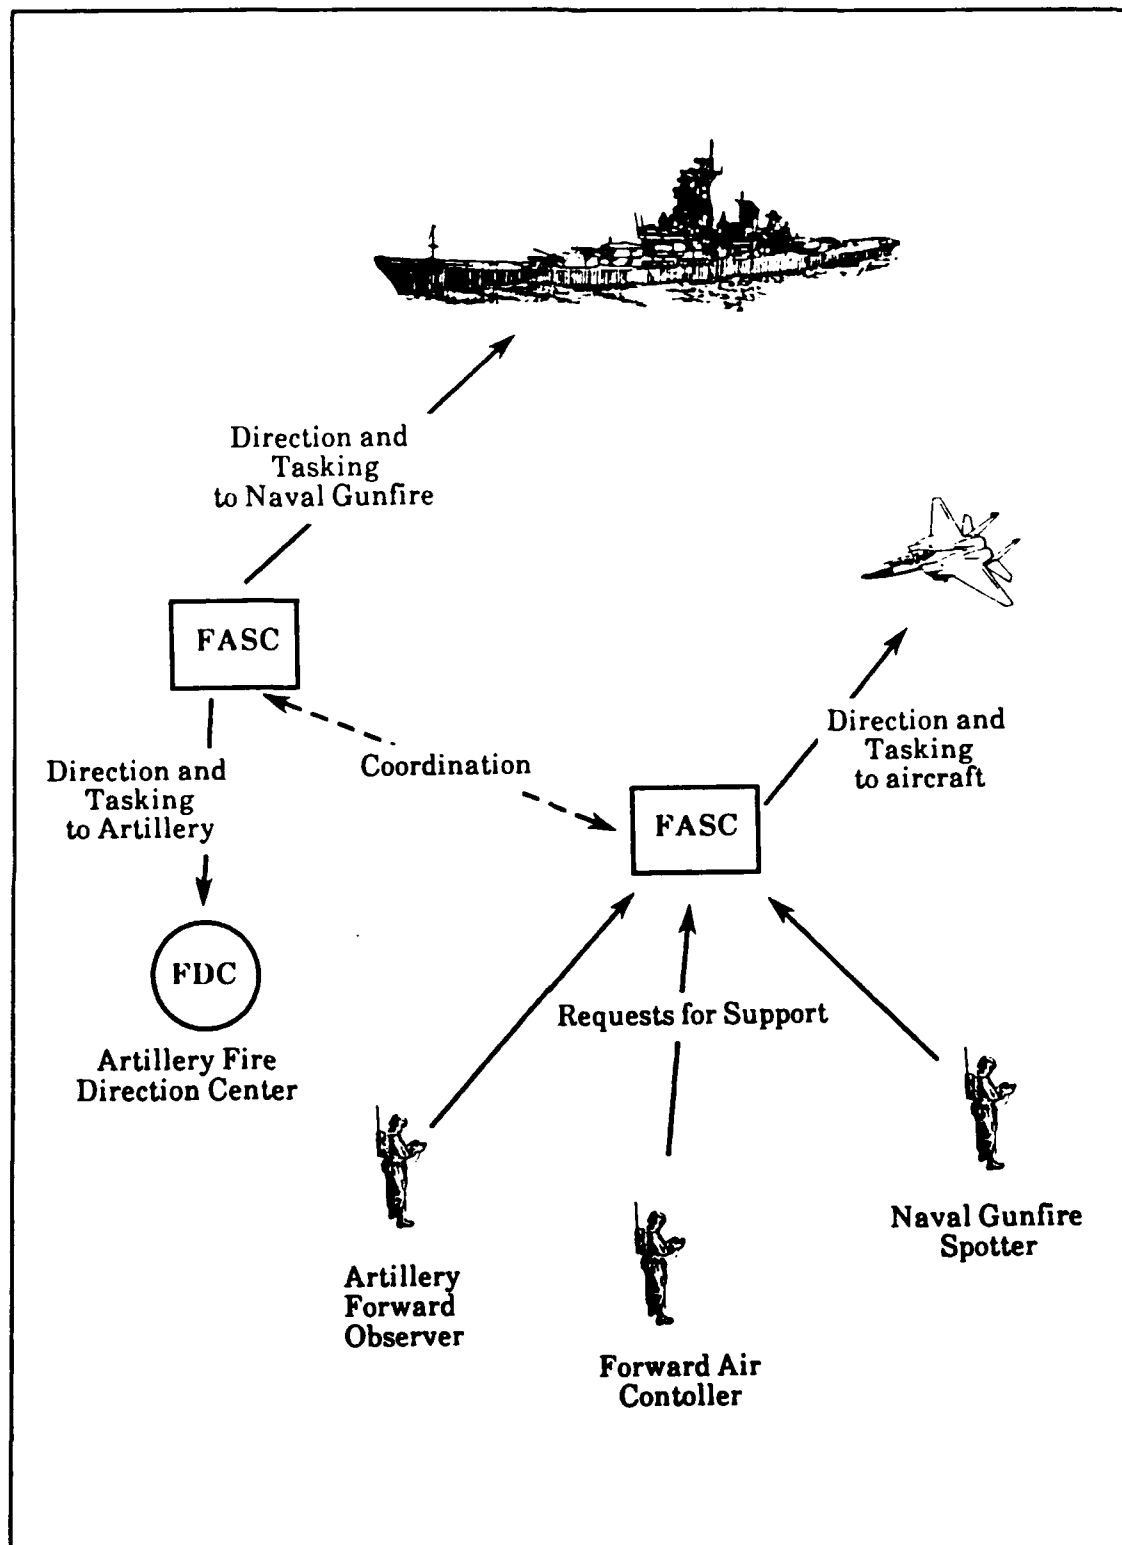 Direction and
Tasking
to Naval Gunfire
FASC
Direction and
Tasking
to aircraft
Coordination
Direction and
Tasking
to Artillery
FASC
FDC
Artillery Fire
Direction Center
Requests for Support
Artillery
Forward
Observer
Forward Air
Contoller
Naval Gunfire
Spotter